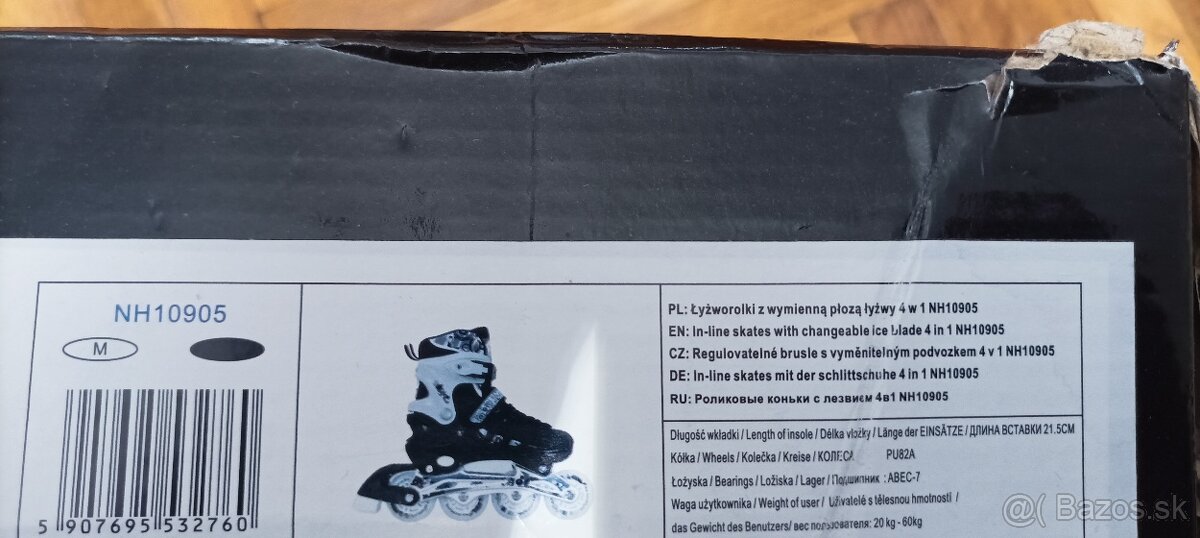 NH10905
M
5 907695 532760
PL: Łyżworolki z wymienną płozą łyżwy 4 w 1 NH10905
EN: In-line skates with changeable ice blade 4 in 1 NH10905
CZ: Regulovatelné brusle s vyměnitelným podvozkem 4 v 1 NH10905
DE: In-line skates mit der schlittschuhe 4 in 1 NH10905
RU: Роликовые коньки с лезвием 4в1 NH10905
Długość wkładki / Length of insole / Délka vložky / Länge der EINSÄTZE / ДЛИНА ВСТАВКИ 21.5CM
Kółka / Wheels / Kolečka / Kreise / КОЛЕСА PU82A
Łożyska / Bearings / Ložiska / Lager / Подшипник : ABEC-7
Waga użytkownika / Weight of user / Uživatelé s tělesnou hmotností /
das Gewicht des Benutzers/ вес пользователя: 20 kg - 60kg
@( Bazos.sk